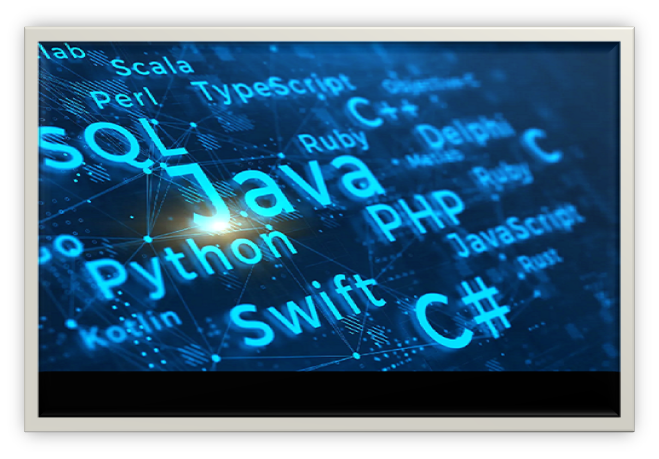 lab
Scala
Perl
TypeScript
Objective-C
C++
SQL
Ruby
Delphi
Matlab
C
Java
Ruby
PHP
JavaScript
Go
Python
Rust
Kotlin
Swift
C#